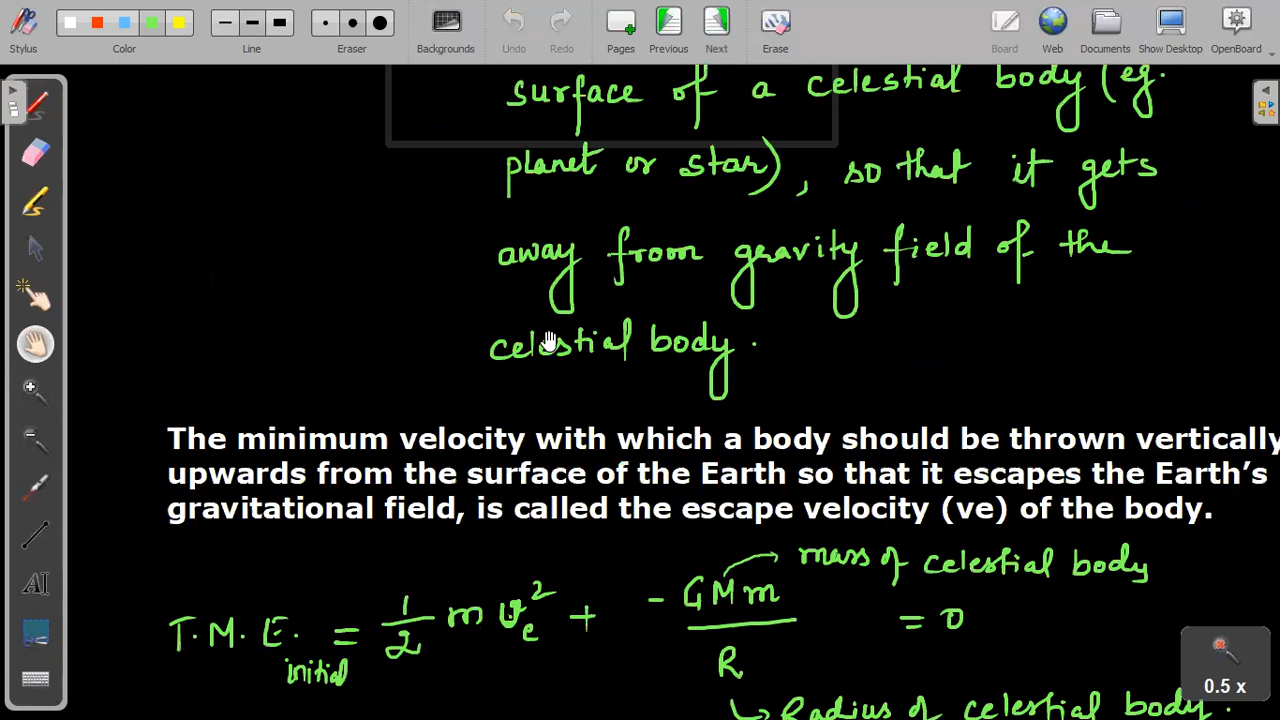 Stylus Color Line Eraser Backgrounds Undo Redo Pages Previous Next Erase Board Web Documents Show Desktop OpenBoard
surface of a celestial body (eg.
planet or star), so that it gets
away from gravity field of the
celestial body.
The minimum velocity with which a body should be thrown vertically
upwards from the surface of the Earth so that it escapes the Earth’s
gravitational field, is called the escape velocity (ve) of the body.
mass of celestial body
T.M.E. initial = 1/2 m v_e^2 + -GMm/R = 0
Radius of celestial body.
0.5 x